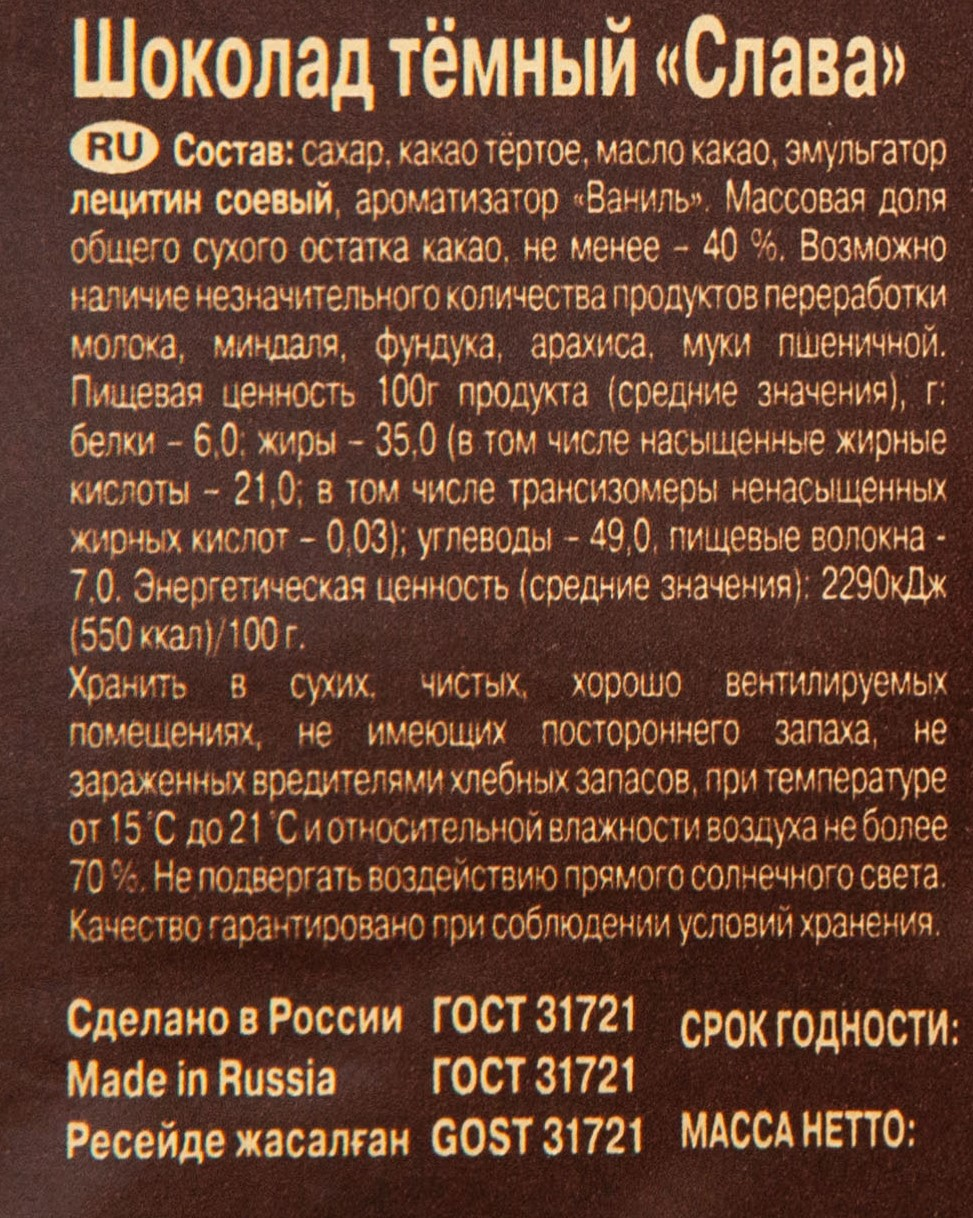 Шоколад тёмный «Слава»
RU Состав: сахар, какао тёртое, масло какао, эмульгатор
лецитин соевый, ароматизатор «Ваниль». Массовая доля
общего сухого остатка какао, не менее – 40 %. Возможно
наличие незначительного количества продуктов переработки
молока, миндаля, фундука, арахиса, муки пшеничной.
Пищевая ценность 100г продукта (средние значения), г:
белки – 6,0; жиры – 35,0 (в том числе насыщенные жирные
кислоты – 21,0; в том числе трансизомеры ненасыщенных
жирных кислот – 0,03); углеводы – 49,0, пищевые волокна -
7,0. Энергетическая ценность (средние значения): 2290кДж
(550 ккал)/100 г.
Хранить в сухих, чистых, хорошо вентилируемых
помещениях, не имеющих постороннего запаха, не
зараженных вредителями хлебных запасов, при температуре
от 15°С до 21°С и относительной влажности воздуха не более
70 %. Не подвергать воздействию прямого солнечного света.
Качество гарантировано при соблюдении условий хранения.
Сделано в России ГОСТ 31721 СРОК ГОДНОСТИ:
Made in Russia ГОСТ 31721
Ресейде жасалған GOST 31721 МАССА НЕТТО: